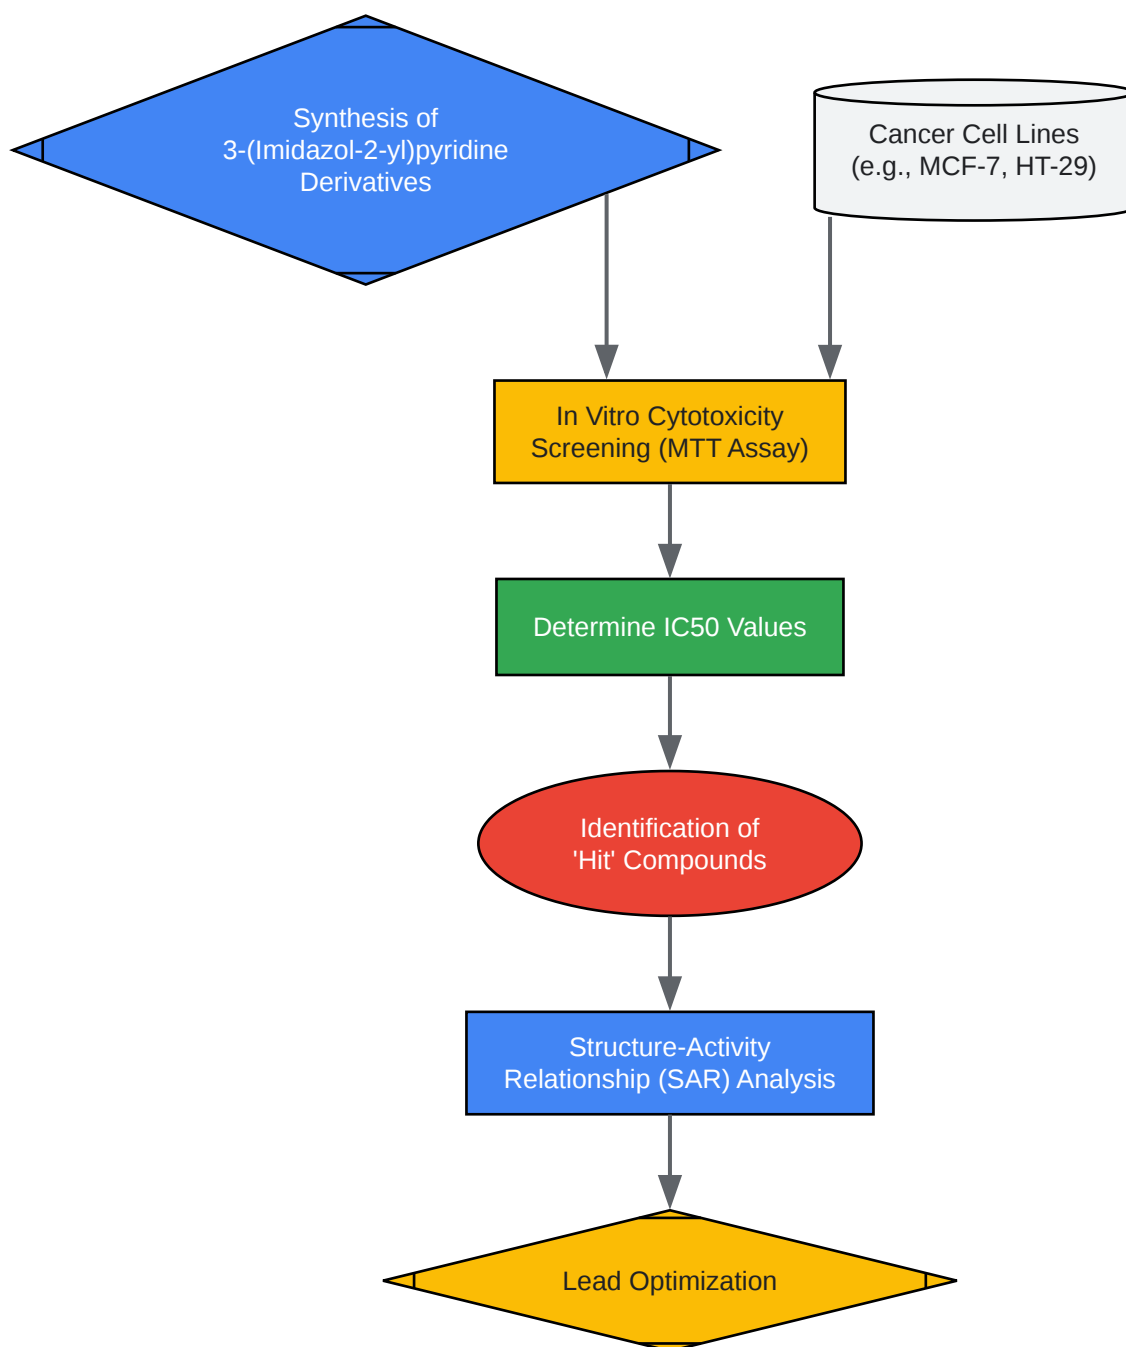 Synthesis of
3-(Imidazol-2-yl)pyridine
Derivatives
Cancer Cell Lines
(e.g., MCF-7, HT-29)
In Vitro Cytotoxicity
Screening (MTT Assay)
Determine IC50 Values
Identification of
'Hit' Compounds
Structure-Activity
Relationship (SAR) Analysis
Lead Optimization